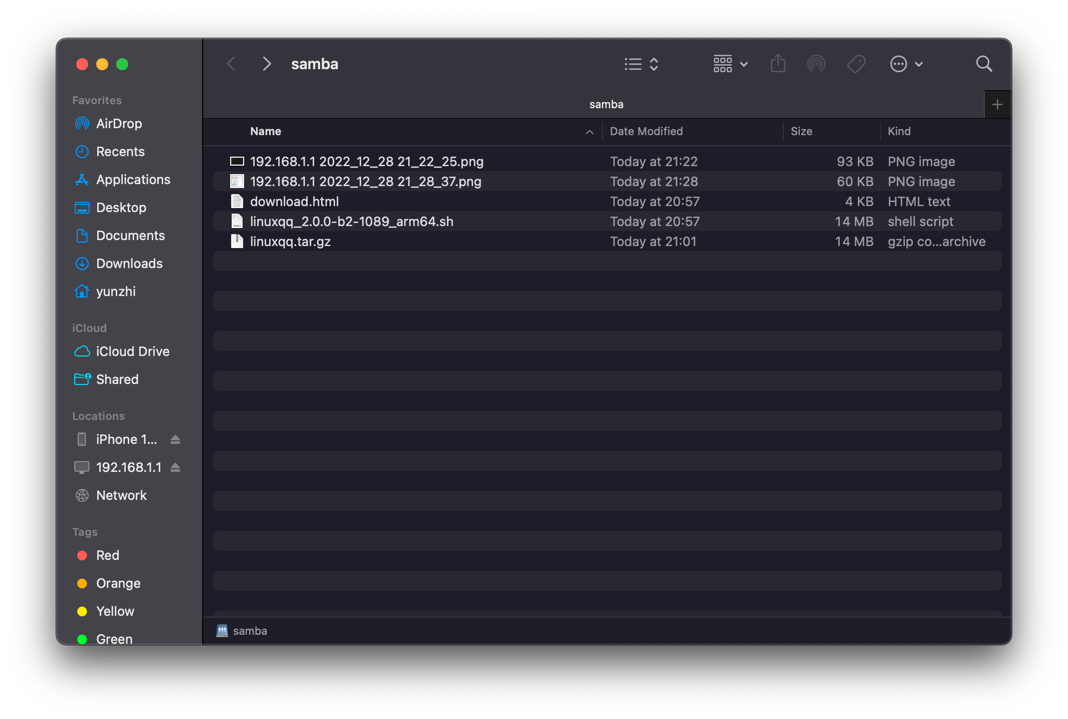 samba
samba
Favorites
AirDrop
Recents
Applications
Desktop
Documents
Downloads
yunzhi
iCloud
iCloud Drive
Shared
Locations
iPhone 1...
192.168.1.1
Network
Tags
Red
Orange
Yellow
Green
Name Date Modified Size Kind
192.168.1.1 2022_12_28 21_22_25.png Today at 21:22 93 KB PNG image
192.168.1.1 2022_12_28 21_28_37.png Today at 21:28 60 KB PNG image
download.html Today at 20:57 4 KB HTML text
linuxqq_2.0.0-b2-1089_arm64.sh Today at 20:57 14 MB shell script
linuxqq.tar.gz Today at 21:01 14 MB gzip co...archive
samba